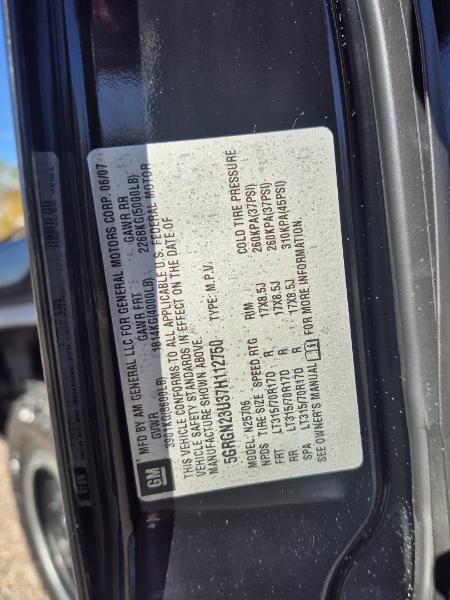 GM
MFD BY AM GENERAL LLC FOR GENERAL MOTORS CORP. 06/07
GVWR GAWR FRT GAWR RR
3901KG(8600LB) 1814KG(4000LB) 2268KG(5000LB)
THIS VEHICLE CONFORMS TO ALL APPLICABLE U.S. FEDERAL MOTOR
VEHICLE SAFETY STANDARDS IN EFFECT ON THE DATE OF
MANUFACTURE SHOWN ABOVE.
5GRGN23U37H112750 TYPE: M.P.V.
MODEL: N25706
NPDS TIRE SIZE SPEED RTG RIM COLD TIRE PRESSURE
FRT LT315/70R17D R 17X8.5J 260KPA(37PSI)
RR: LT315/70R17D R 17X8.5J 260KPA(37PSI)
SPA LT315/70R17D R 17X8.5J 310KPA(45PSI)
SEE OWNER'S MANUAL FOR MORE INFORMATION.